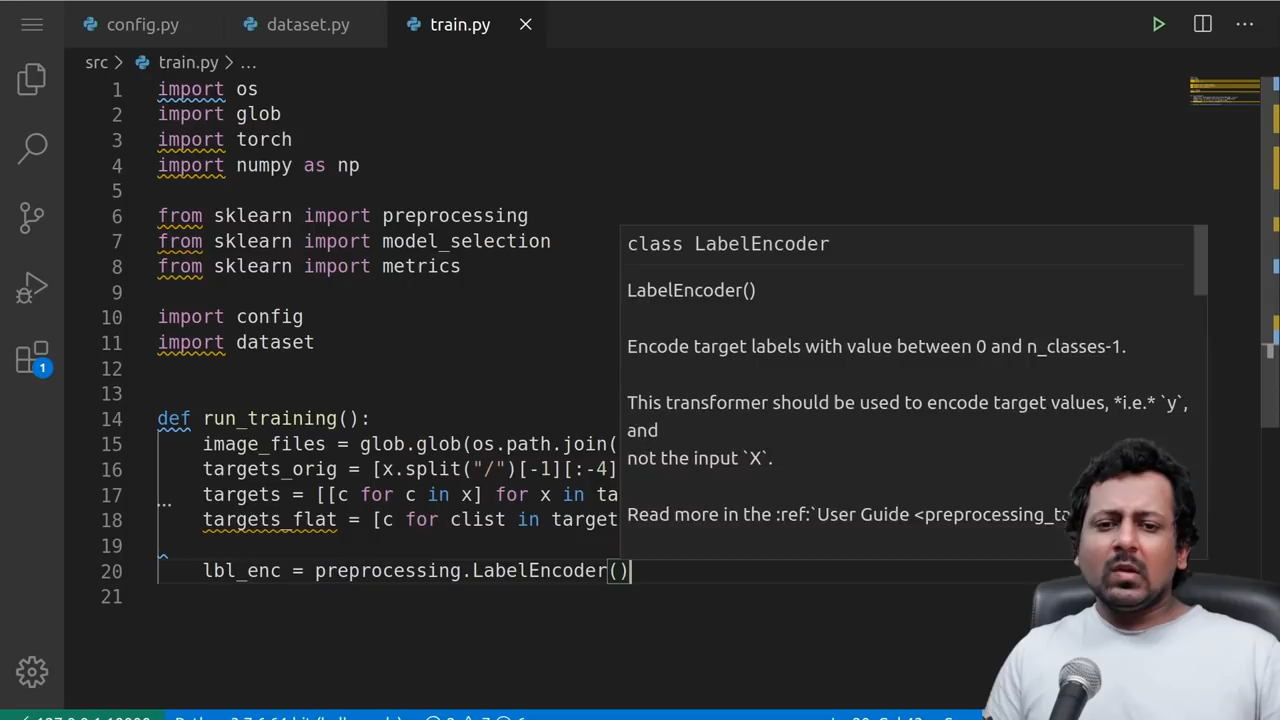 config.py
dataset.py
train.py
src
train.py
...
1 import os
2 import glob
3 import torch
4 import numpy as np
5
6 from sklearn import preprocessing
7 from sklearn import model_selection
8 from sklearn import metrics
9
10 import config
11 import dataset
12
13
14 def run_training():
15 image_files = glob.glob(os.path.join(
16 targets_orig = [x.split("/")[-1][:-4]
17 targets = [[c for c in x] for x in ta
18 targets_flat = [c for clist in target
19
20 lbl_enc = preprocessing.LabelEncoder()
21
class LabelEncoder
LabelEncoder()
Encode target labels with value between 0 and n_classes-1.
This transformer should be used to encode target values, *i.e.* `y`,
and
not the input `X`.
Read more in the :ref:`User Guide <preprocessing_ta
1